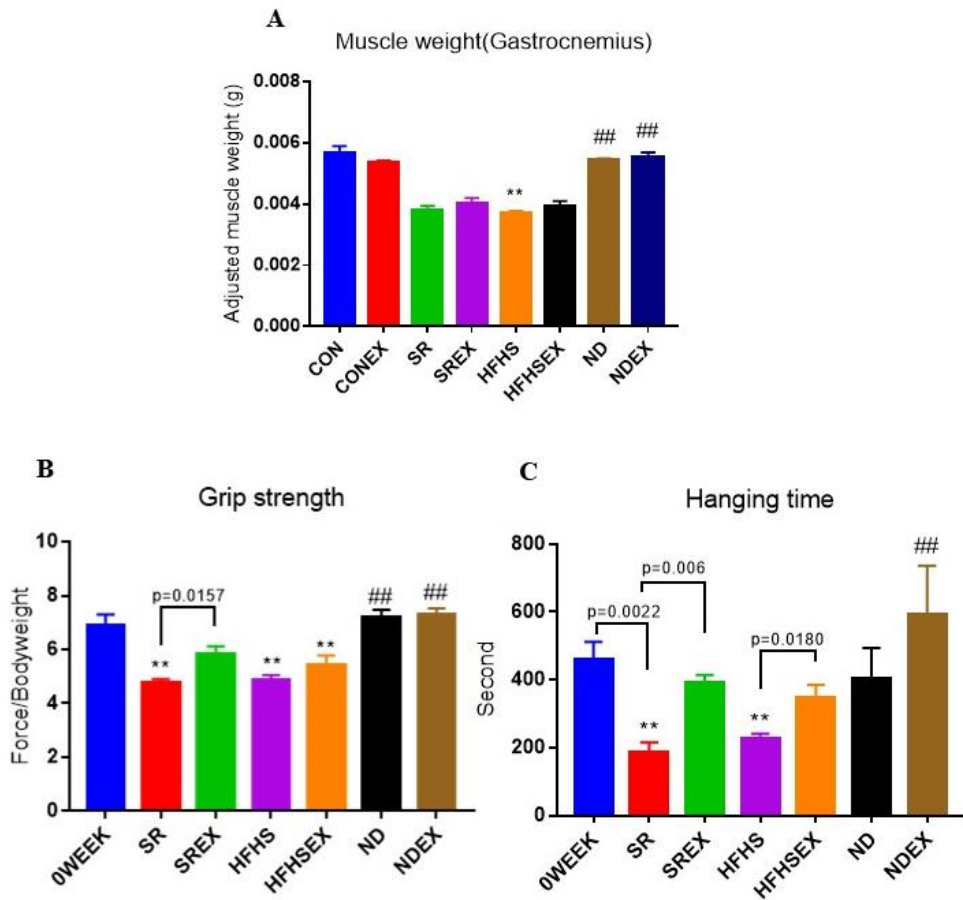 A
Muscle weight(Gastrocnemius)
Adjusted muscle weight (g)
0.008
0.006
0.004
0.002
0.000
**
##
##
CON
CONEX
SR
SREX
HFHS
HFHSEX
ND
NDEX
B
Grip strength
Force/Bodyweight
10
8
6
4
2
0
p=0.0157
**
**
**
##
##
0WEEK
SR
SREX
HFHS
HFHSEX
ND
NDEX
C
Hanging time
Second
800
600
400
200
0
p=0.0022
p=0.006
p=0.0180
**
**
##
0WEEK
SR
SREX
HFHS
HFHSEX
ND
NDEX